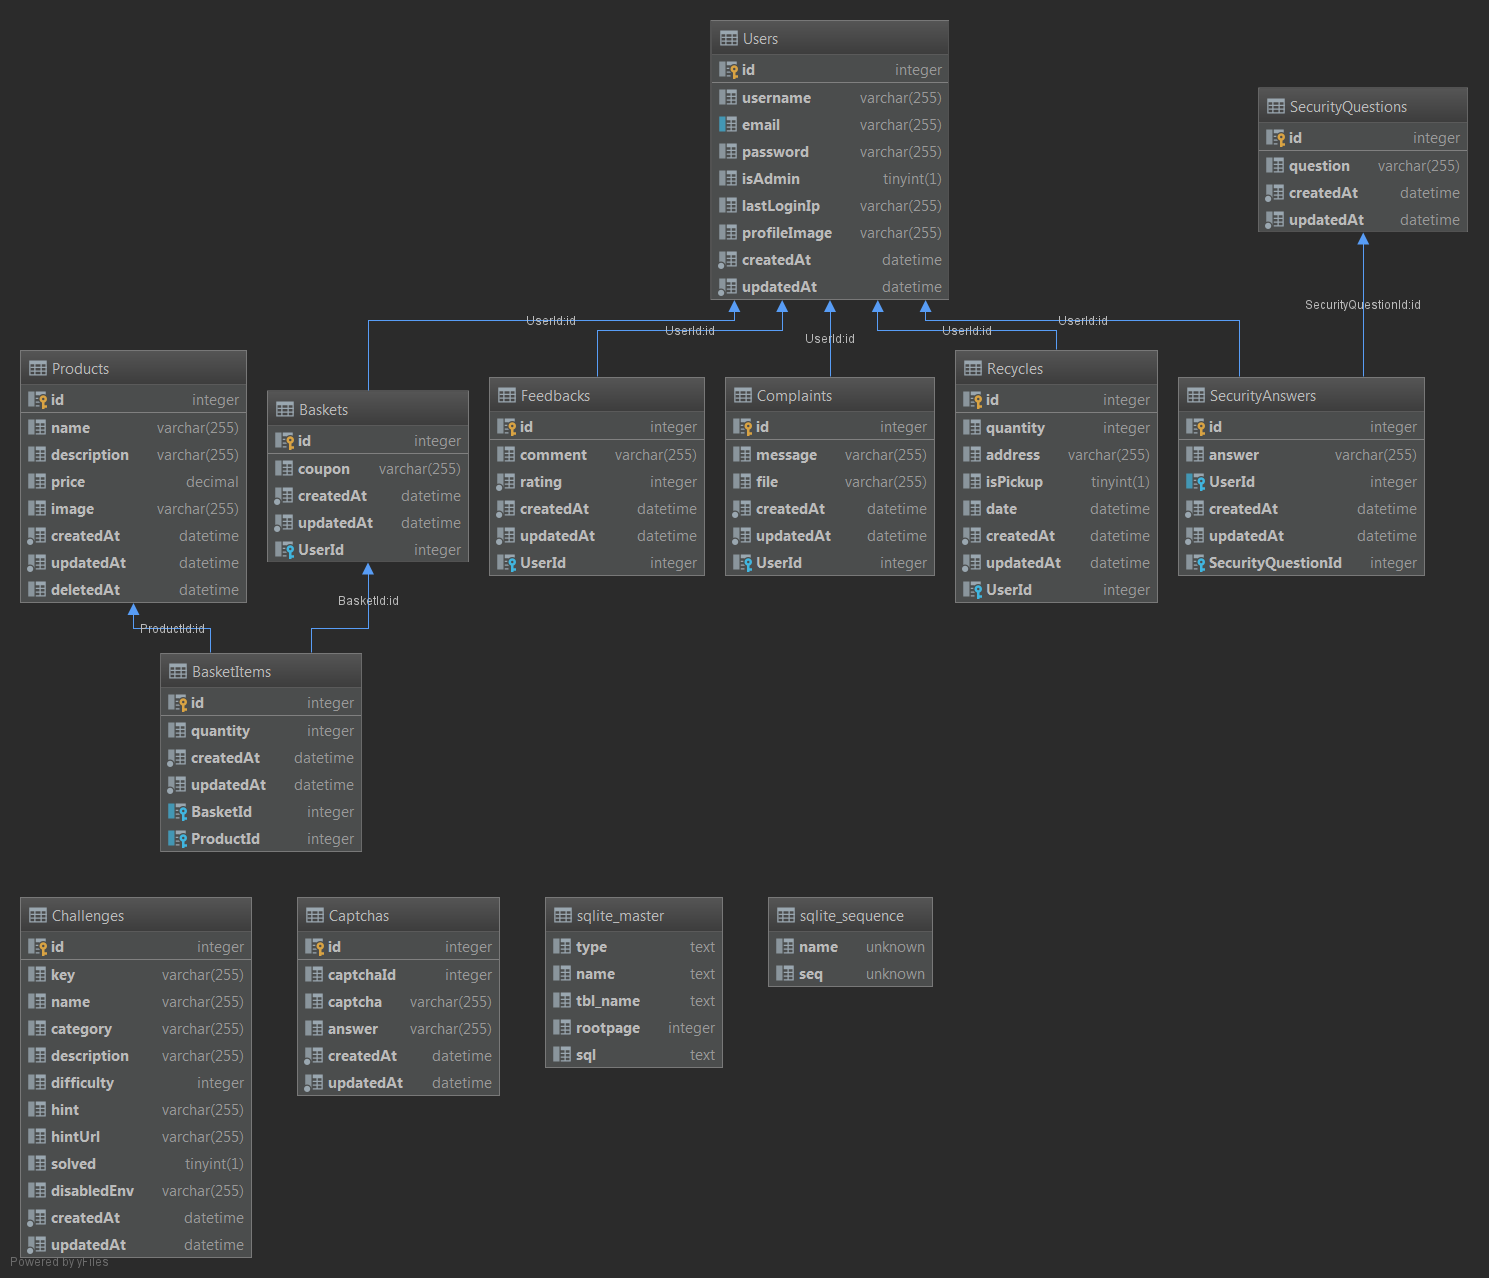 Users
id integer
username varchar(255)
email varchar(255)
password varchar(255)
isAdmin tinyint(1)
lastLoginIp varchar(255)
profileImage varchar(255)
createdAt datetime
updatedAt datetime
SecurityQuestions
id integer
question varchar(255)
createdAt datetime
updatedAt datetime
UserId:id
UserId:id
UserId:id
UserId:id
UserId:id
SecurityQuestionId:id
Products
id integer
name varchar(255)
description varchar(255)
price decimal
image varchar(255)
createdAt datetime
updatedAt datetime
deletedAt datetime
Baskets
id integer
coupon varchar(255)
createdAt datetime
updatedAt datetime
UserId integer
Feedbacks
id integer
comment varchar(255)
rating integer
createdAt datetime
updatedAt datetime
UserId integer
Complaints
id integer
message varchar(255)
file varchar(255)
createdAt datetime
updatedAt datetime
UserId integer
Recycles
id integer
quantity integer
address varchar(255)
isPickup tinyint(1)
date datetime
createdAt datetime
updatedAt datetime
UserId integer
SecurityAnswers
id integer
answer varchar(255)
UserId integer
createdAt datetime
updatedAt datetime
SecurityQuestionId integer
ProductId:id
BasketId:id
BasketItems
id integer
quantity integer
createdAt datetime
updatedAt datetime
BasketId integer
ProductId integer
Challenges
id integer
key varchar(255)
name varchar(255)
category varchar(255)
description varchar(255)
difficulty integer
hint varchar(255)
hintUrl varchar(255)
solved tinyint(1)
disabledEnv varchar(255)
createdAt datetime
updatedAt datetime
Captchas
id integer
captchaId integer
captcha varchar(255)
answer varchar(255)
createdAt datetime
updatedAt datetime
sqlite_master
type text
name text
tbl_name text
rootpage integer
sql text
sqlite_sequence
name unknown
seq unknown
Powered by yFiles